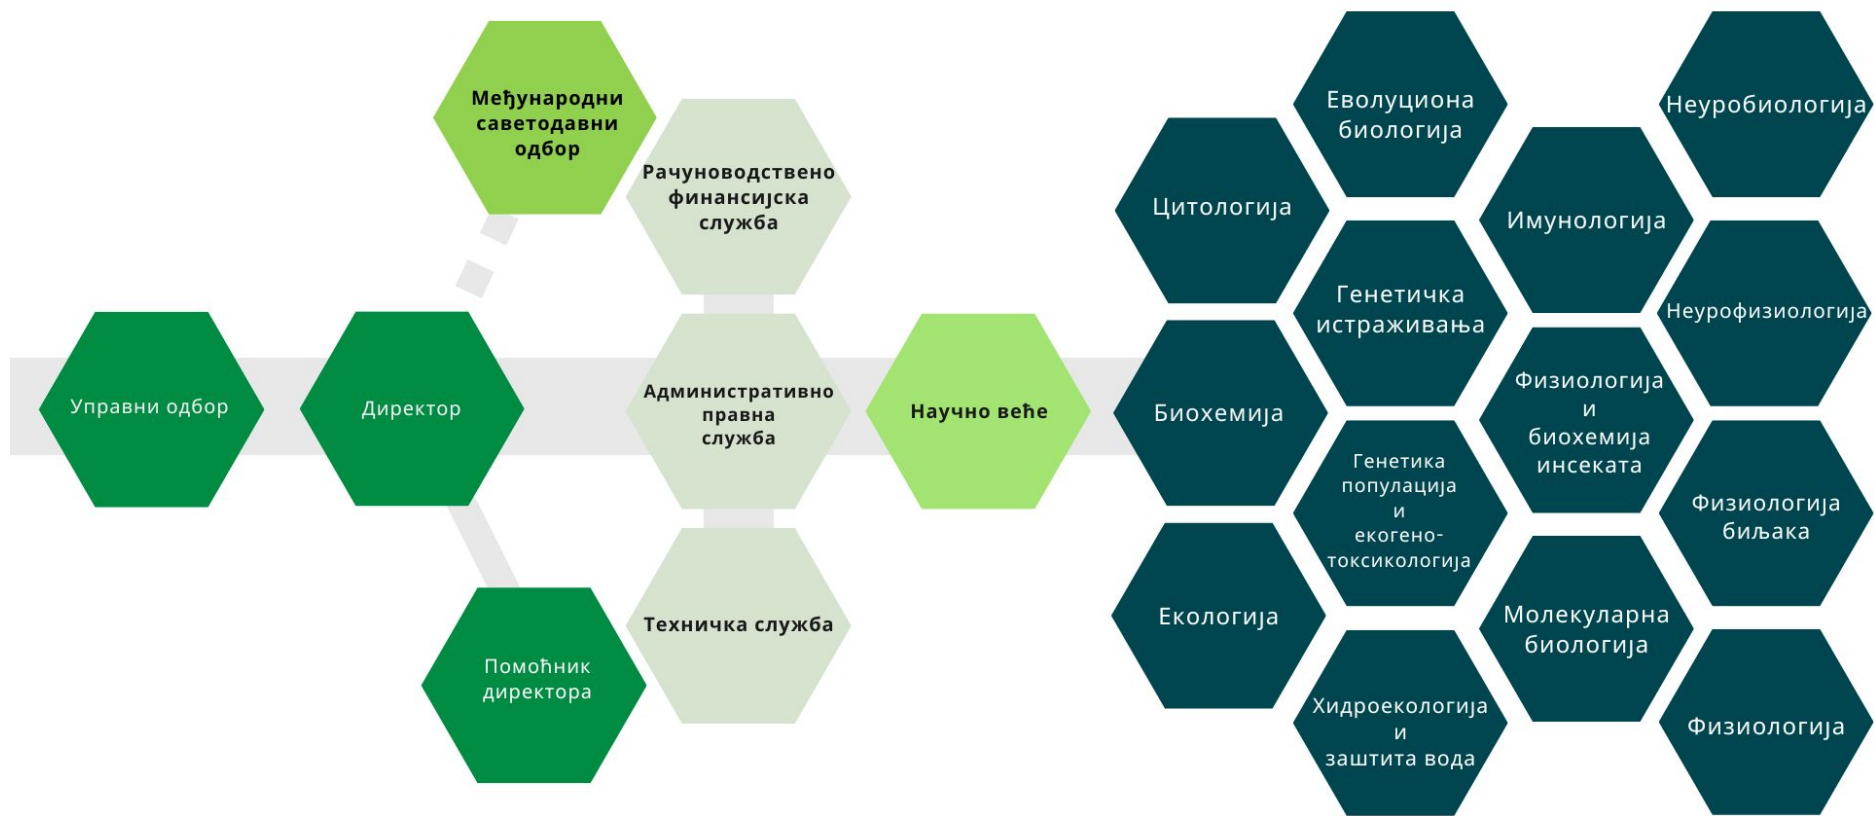 Међународни
саветодавни
одбор
Рачуноводствено
финансијска
служба
Управни одбор
Директор
Административно
правна
служба
Научно веће
Помоћник
директора
Техничка служба
Цитологија
Биохемија
Екологија
Еволуциона
биологија
Генетичка
истраживања
Генетика
популација
и
екогено-
токсикологија
Хидроекологија
и
заштита вода
Имунологија
Физиологија
и
биохемија
инсеката
Молекуларна
биологија
Неуробиологија
Неурофизиологија
Физиологија
биљака
Физиологија